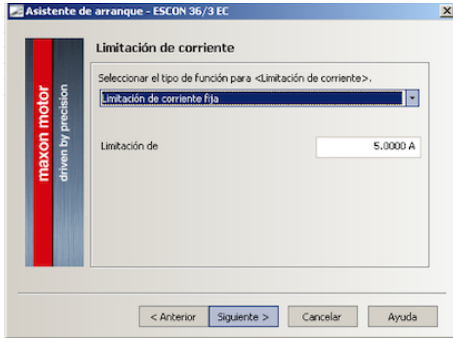 Asistente de arranque - ESCON 36/3 EC
Limitación de corriente
Seleccionar el tipo de función para <Limitación de corriente>.
Limitación de corriente fija
Limitación de
5.0000 A
maxon motor
driven by precision
< Anterior
Siguiente >
Cancelar
Ayuda